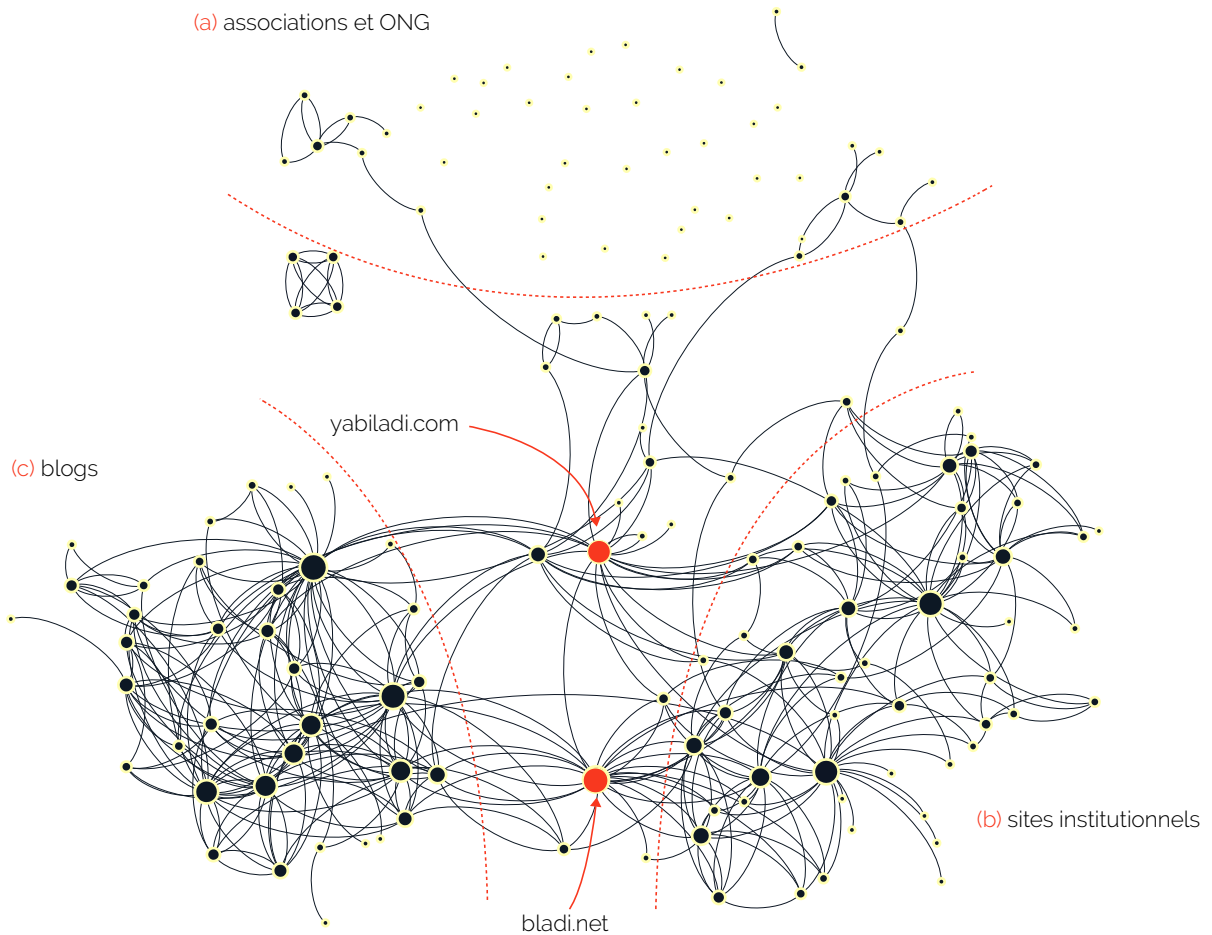 (a) associations et ONG
yabiladi.com
(c) blogs
(b) sites institutionnels
bladi.net